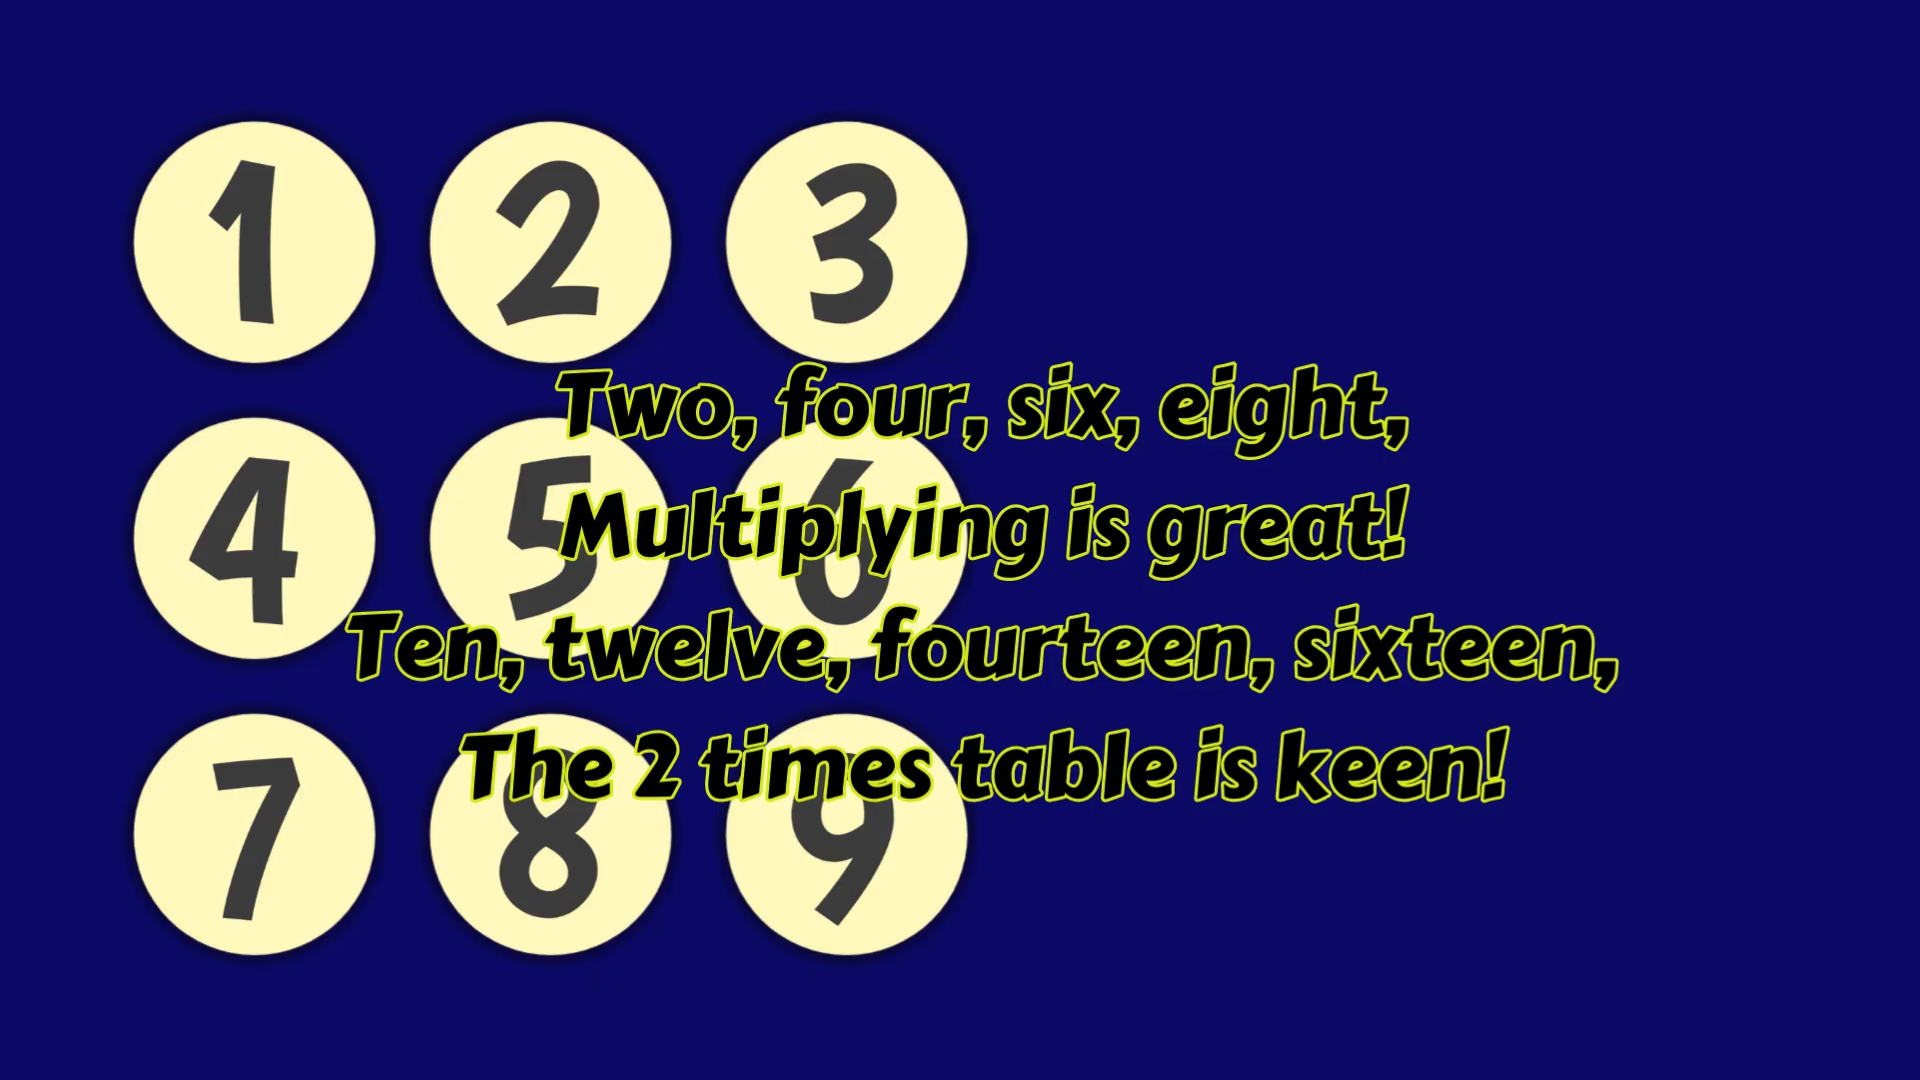 1 2 3
Two, four, six, eight,
4 5 6
Multiplying is great!
Ten, twelve, fourteen, sixteen,
The 2 times table is keen!
7 8 9